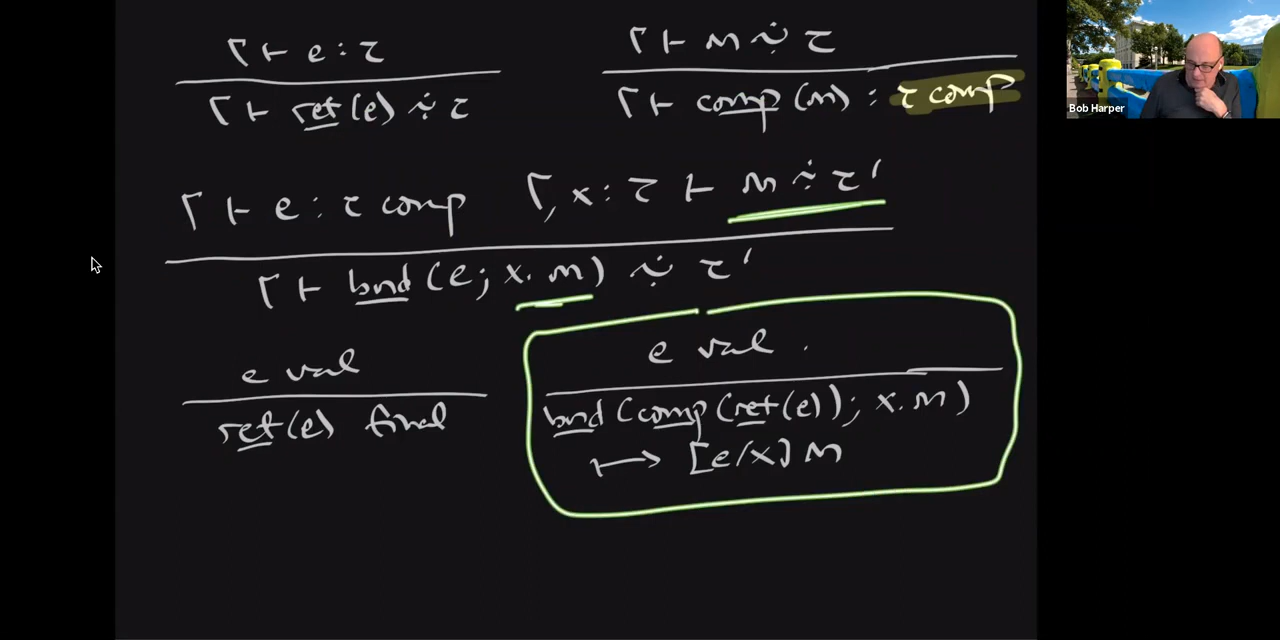 Γ ⊢ e : τ
Γ ⊢ ret(e) ∻ τ
Γ ⊢ m ∻ τ
Γ ⊢ comp(m) : τ comp
Γ ⊢ e : τ comp Γ, x : τ ⊢ m ∻ τ'
Γ ⊢ bnd(e; x.m) ∻ τ'
e val
ret(e) final
e val
bnd(comp(ret(e)); x.m)
↦ [e/x]m
Bob Harper